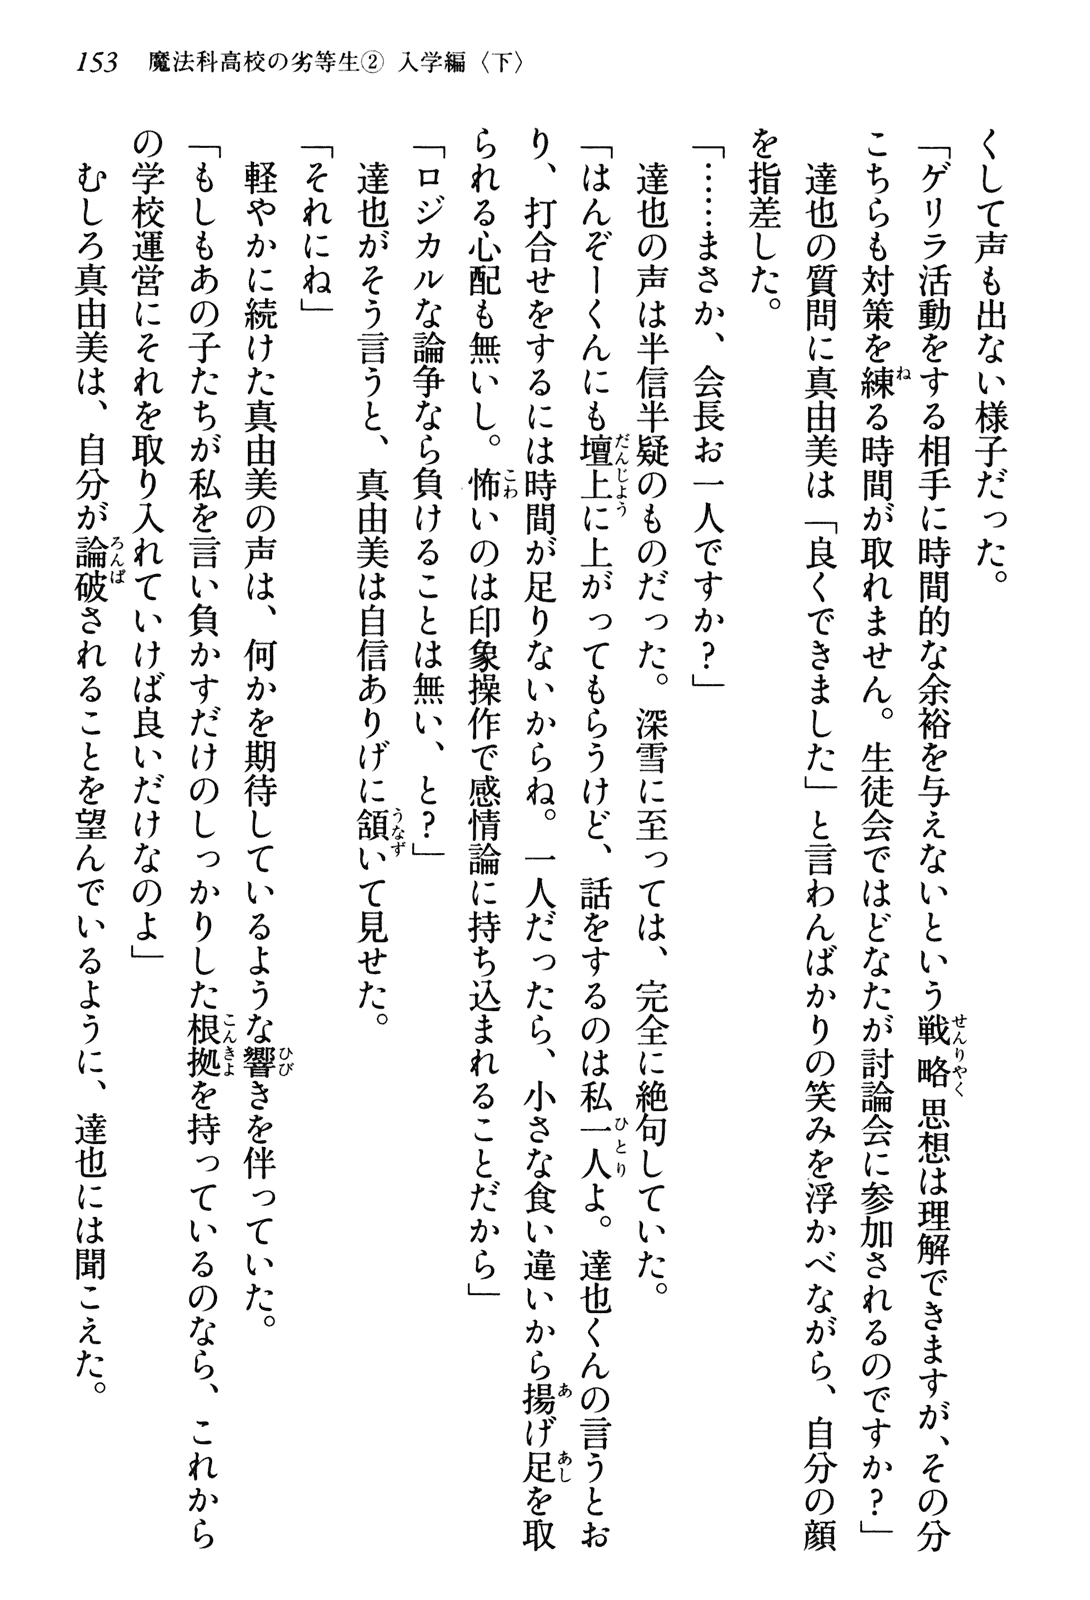 153 魔法科高校の劣等生② 入学編〈下〉
くして声も出ない様子だった。
「ゲリラ活動をする相手に時間的な余裕を与えないという戦略思想は理解できますが、その分
こちらも対策を練る時間が取れません。生徒会ではどなたが討論会に参加されるのですか？」
達也の質問に真由美は「良くできました」と言わんばかりの笑みを浮かべながら、自分の顔
を指差した。
「……まさか、会長お一人ですか？」
達也の声は半信半疑のものだった。深雪に至っては、完全に絶句していた。
「はんぞーくんにも壇上に上がってもらうけど、話をするのは私一人よ。達也くんの言うとお
り、打合せをするには時間が足りないからね。一人だったら、小さな食い違いから揚げ足を取
られる心配も無いし。怖いのは印象操作で感情論に持ち込まれることだから」
「ロジカルな論争なら負けることは無い、と？」
達也がそう言うと、真由美は自信ありげに頷いて見せた。
「それにね」
軽やかに続けた真由美の声は、何かを期待しているような響きを伴っていた。
「もしもあの子たちが私を言い負かすだけのしっかりした根拠を持っているのなら、これから
の学校運営にそれを取り入れていけば良いだけなのよ」
むしろ真由美は、自分が論破されることを望んでいるように、達也には聞こえた。